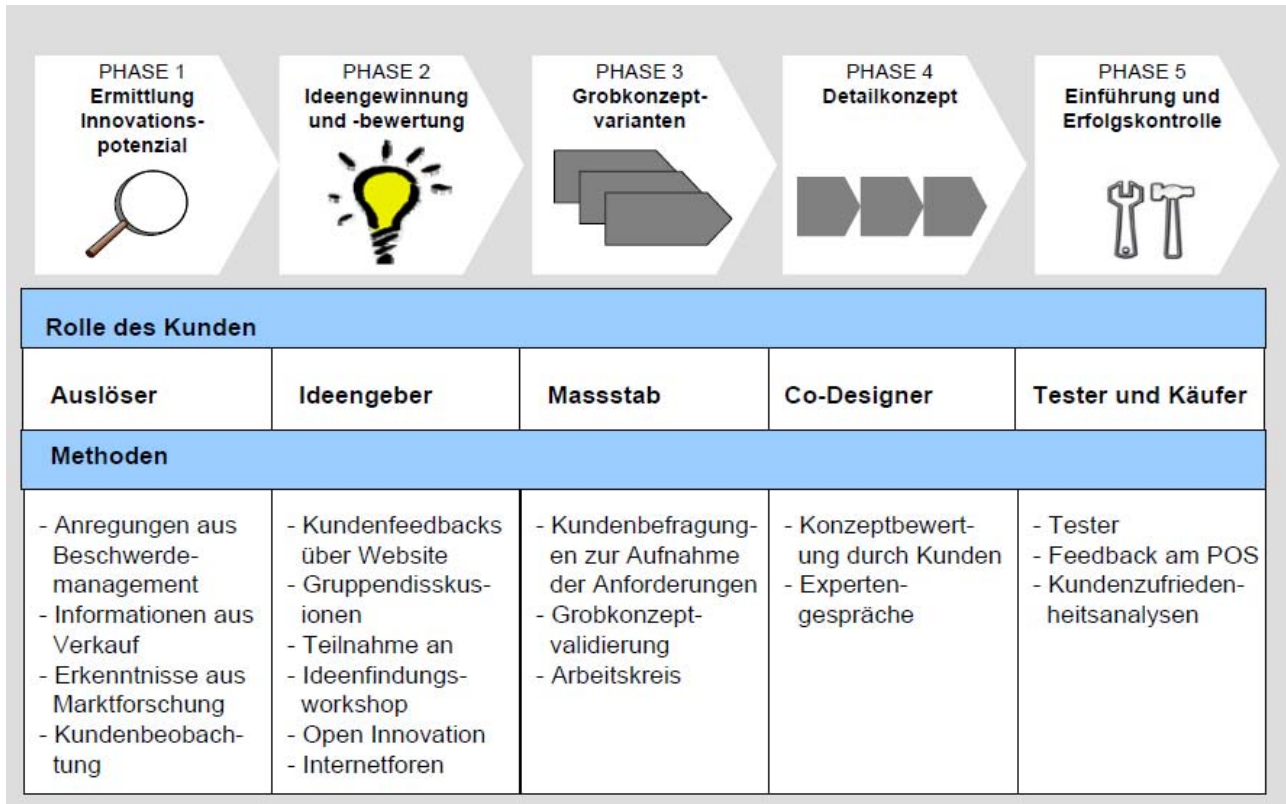 PHASE 1
Ermittlung
Innovations-
potenzial
PHASE 2
Ideengewinnung
und -bewertung
PHASE 3
Grobkonzept-
varianten
PHASE 4
Detailkonzept
PHASE 5
Einführung und
Erfolgskontrolle
Rolle des Kunden
Auslöser
Ideengeber
Massstab
Co-Designer
Tester und Käufer
Methoden
- Anregungen aus
Beschwerde-
management
- Informationen aus
Verkauf
- Erkenntnisse aus
Marktforschung
- Kundenbeobach-
tung
- Kundenfeedbacks
über Website
- Gruppendisskus-
ionen
- Teilnahme an
- Ideenfindungs-
workshop
- Open Innovation
- Internetforen
- Kundenbefragung-
en zur Aufnahme
der Anforderungen
- Grobkonzept-
validierung
- Arbeitskreis
- Konzeptbewert-
ung durch Kunden
- Experten-
gespräche
- Tester
- Feedback am POS
- Kundenzufrieden-
heitsanalysen